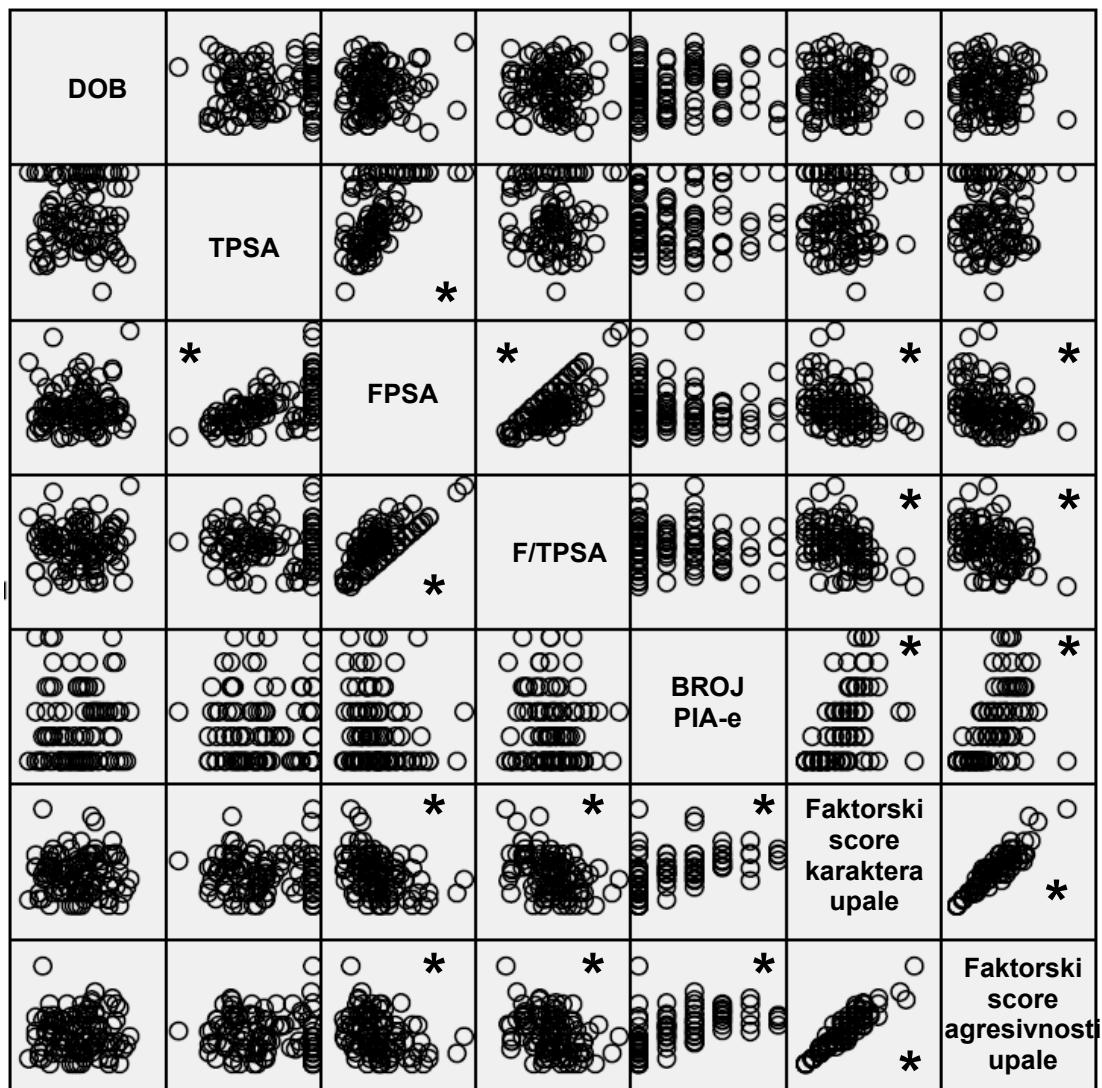 DOB
TPSA
*
*
FPSA
*
*
*
F/TPSA
*
*
*
BROJ
PIA-e
*
*
*
*
*
Faktorski
score
karaktera
upale
*
*
*
*
*
Faktorski
score
agresivnosti
upale